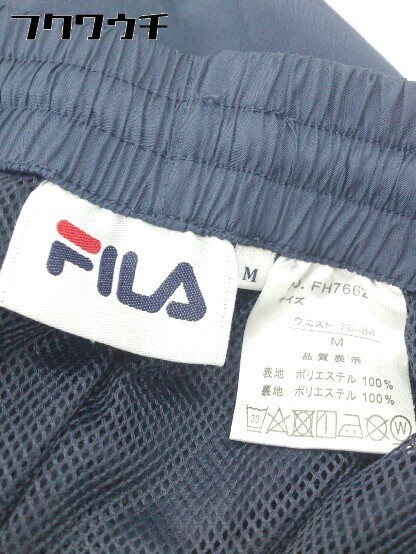 フクワウチ
FILA
M
. FH7662
イズ
ウエスト 76-84
M
品質表示
表地 ポリエステル 100%
裏地 ポリエステル 100%